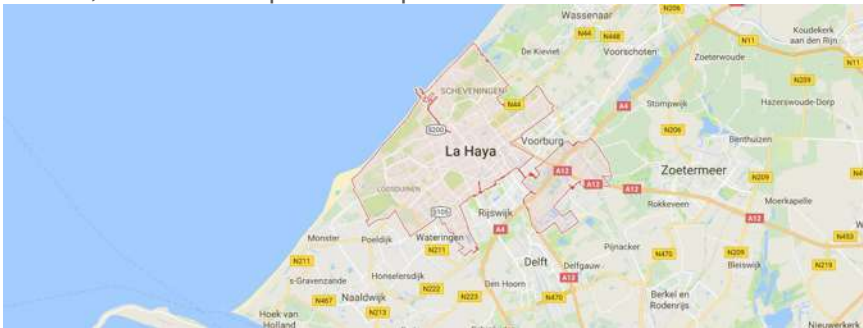 Wassenaar
N44
N448
N206
N11
Koudekerk
aan den Rijn
De Kieviet
Voorschoten
Zoeterwoude
N11
SCHEVENINGEN
N44
N209
A4
Stompwijk
Hazerswoude-Dorp
S200
N206
Voorburg
Benthuizen
La Haya
A12
Zoetermeer
A12
N209
LOOSDUINEN
A12
Rokkeveen
Moerkapelle
S105
Rijswijk
A4
Monster
Poeldijk
Wateringen
N211
Pijnacker
N453
N211
Delft
Delfgauw
N470
N209
Bleiswijk
N219
's-Gravenzande
Honselersdijk
A13
Den Hoorn
N222
N467
Naaldwijk
N223
N470
Berkel en
Rodenrijs
N213
Hoek van
Holland
Nieuwerkerk